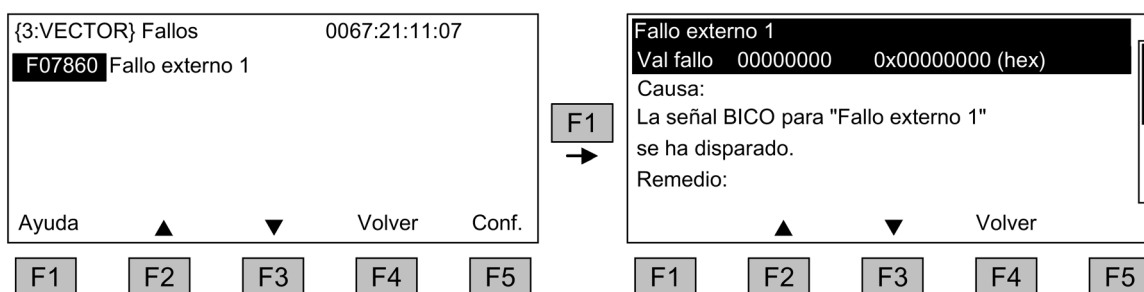 {3:VECTOR} Fallos 0067:21:11:07
F07860 Fallo externo 1
Ayuda ▲ ▼ Volver Conf.
F1 F2 F3 F4 F5
F1
Fallo externo 1
Val fallo 00000000 0x00000000 (hex)
Causa:
La señal BICO para "Fallo externo 1"
se ha disparado.
Remedio:
▲ ▼ Volver
F1 F2 F3 F4 F5